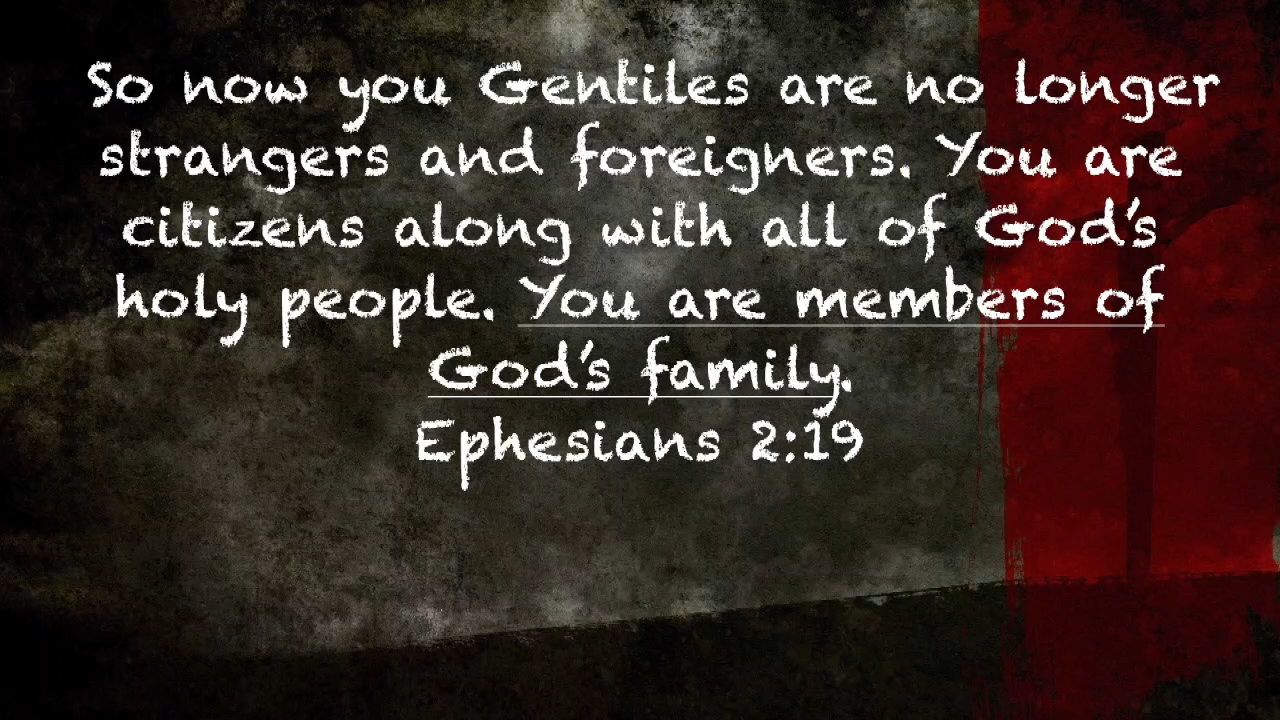 So now you Gentiles are no longer
strangers and foreigners. You are
citizens along with all of God’s
holy people. You are members of
God’s family.
Ephesians 2:19